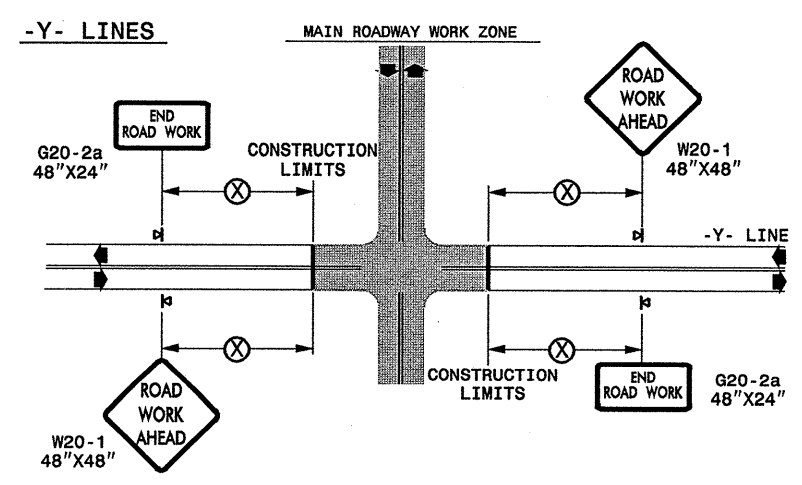 -Y- LINES
MAIN ROADWAY WORK ZONE
END
ROAD WORK
G20-2a
48"X24"
CONSTRUCTION
LIMITS
ROAD
WORK
AHEAD
W20-1
48"X48"
X
X
-Y- LINE
X
X
ROAD
WORK
AHEAD
W20-1
48"X48"
CONSTRUCTION
LIMITS
END
ROAD WORK
G20-2a
48"X24"